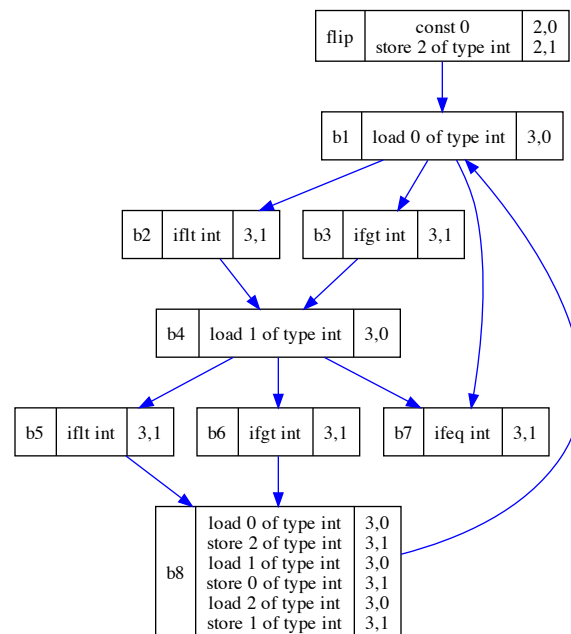 flip
const 0
store 2 of type int
2,0
2,1
b1 load 0 of type int 3,0
b2 iflt int 3,1
b3 ifgt int 3,1
b4 load 1 of type int 3,0
b5 iflt int 3,1
b6 ifgt int 3,1
b7 ifeq int 3,1
b8
load 0 of type int 3,0
store 2 of type int 3,1
load 1 of type int 3,0
store 0 of type int 3,1
load 2 of type int 3,0
store 1 of type int 3,1